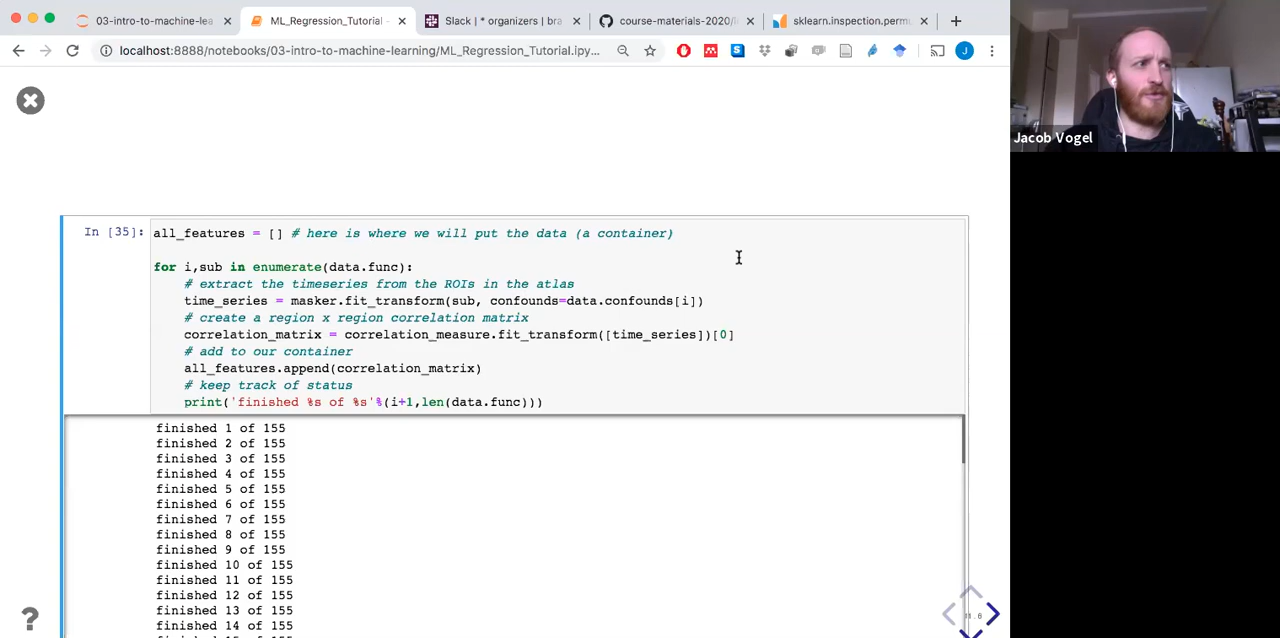 03-intro-to-machine-lea
ML_Regression_Tutorial
Slack | * organizers | bra
course-materials-2020/i
sklearn.inspection.perm
localhost:8888/notebooks/03-intro-to-machine-learning/ML_Regression_Tutorial.ipy...
S
J
Jacob Vogel
In [35]:
all_features = [] # here is where we will put the data (a container)
for i,sub in enumerate(data.func):
# extract the timeseries from the ROIs in the atlas
time_series = masker.fit_transform(sub, confounds=data.confounds[i])
# create a region x region correlation matrix
correlation_matrix = correlation_measure.fit_transform([time_series])[0]
# add to our container
all_features.append(correlation_matrix)
# keep track of status
print('finished %s of %s'%(i+1,len(data.func)))
finished 1 of 155
finished 2 of 155
finished 3 of 155
finished 4 of 155
finished 5 of 155
finished 6 of 155
finished 7 of 155
finished 8 of 155
finished 9 of 155
finished 10 of 155
finished 11 of 155
finished 12 of 155
finished 13 of 155
finished 14 of 155
?